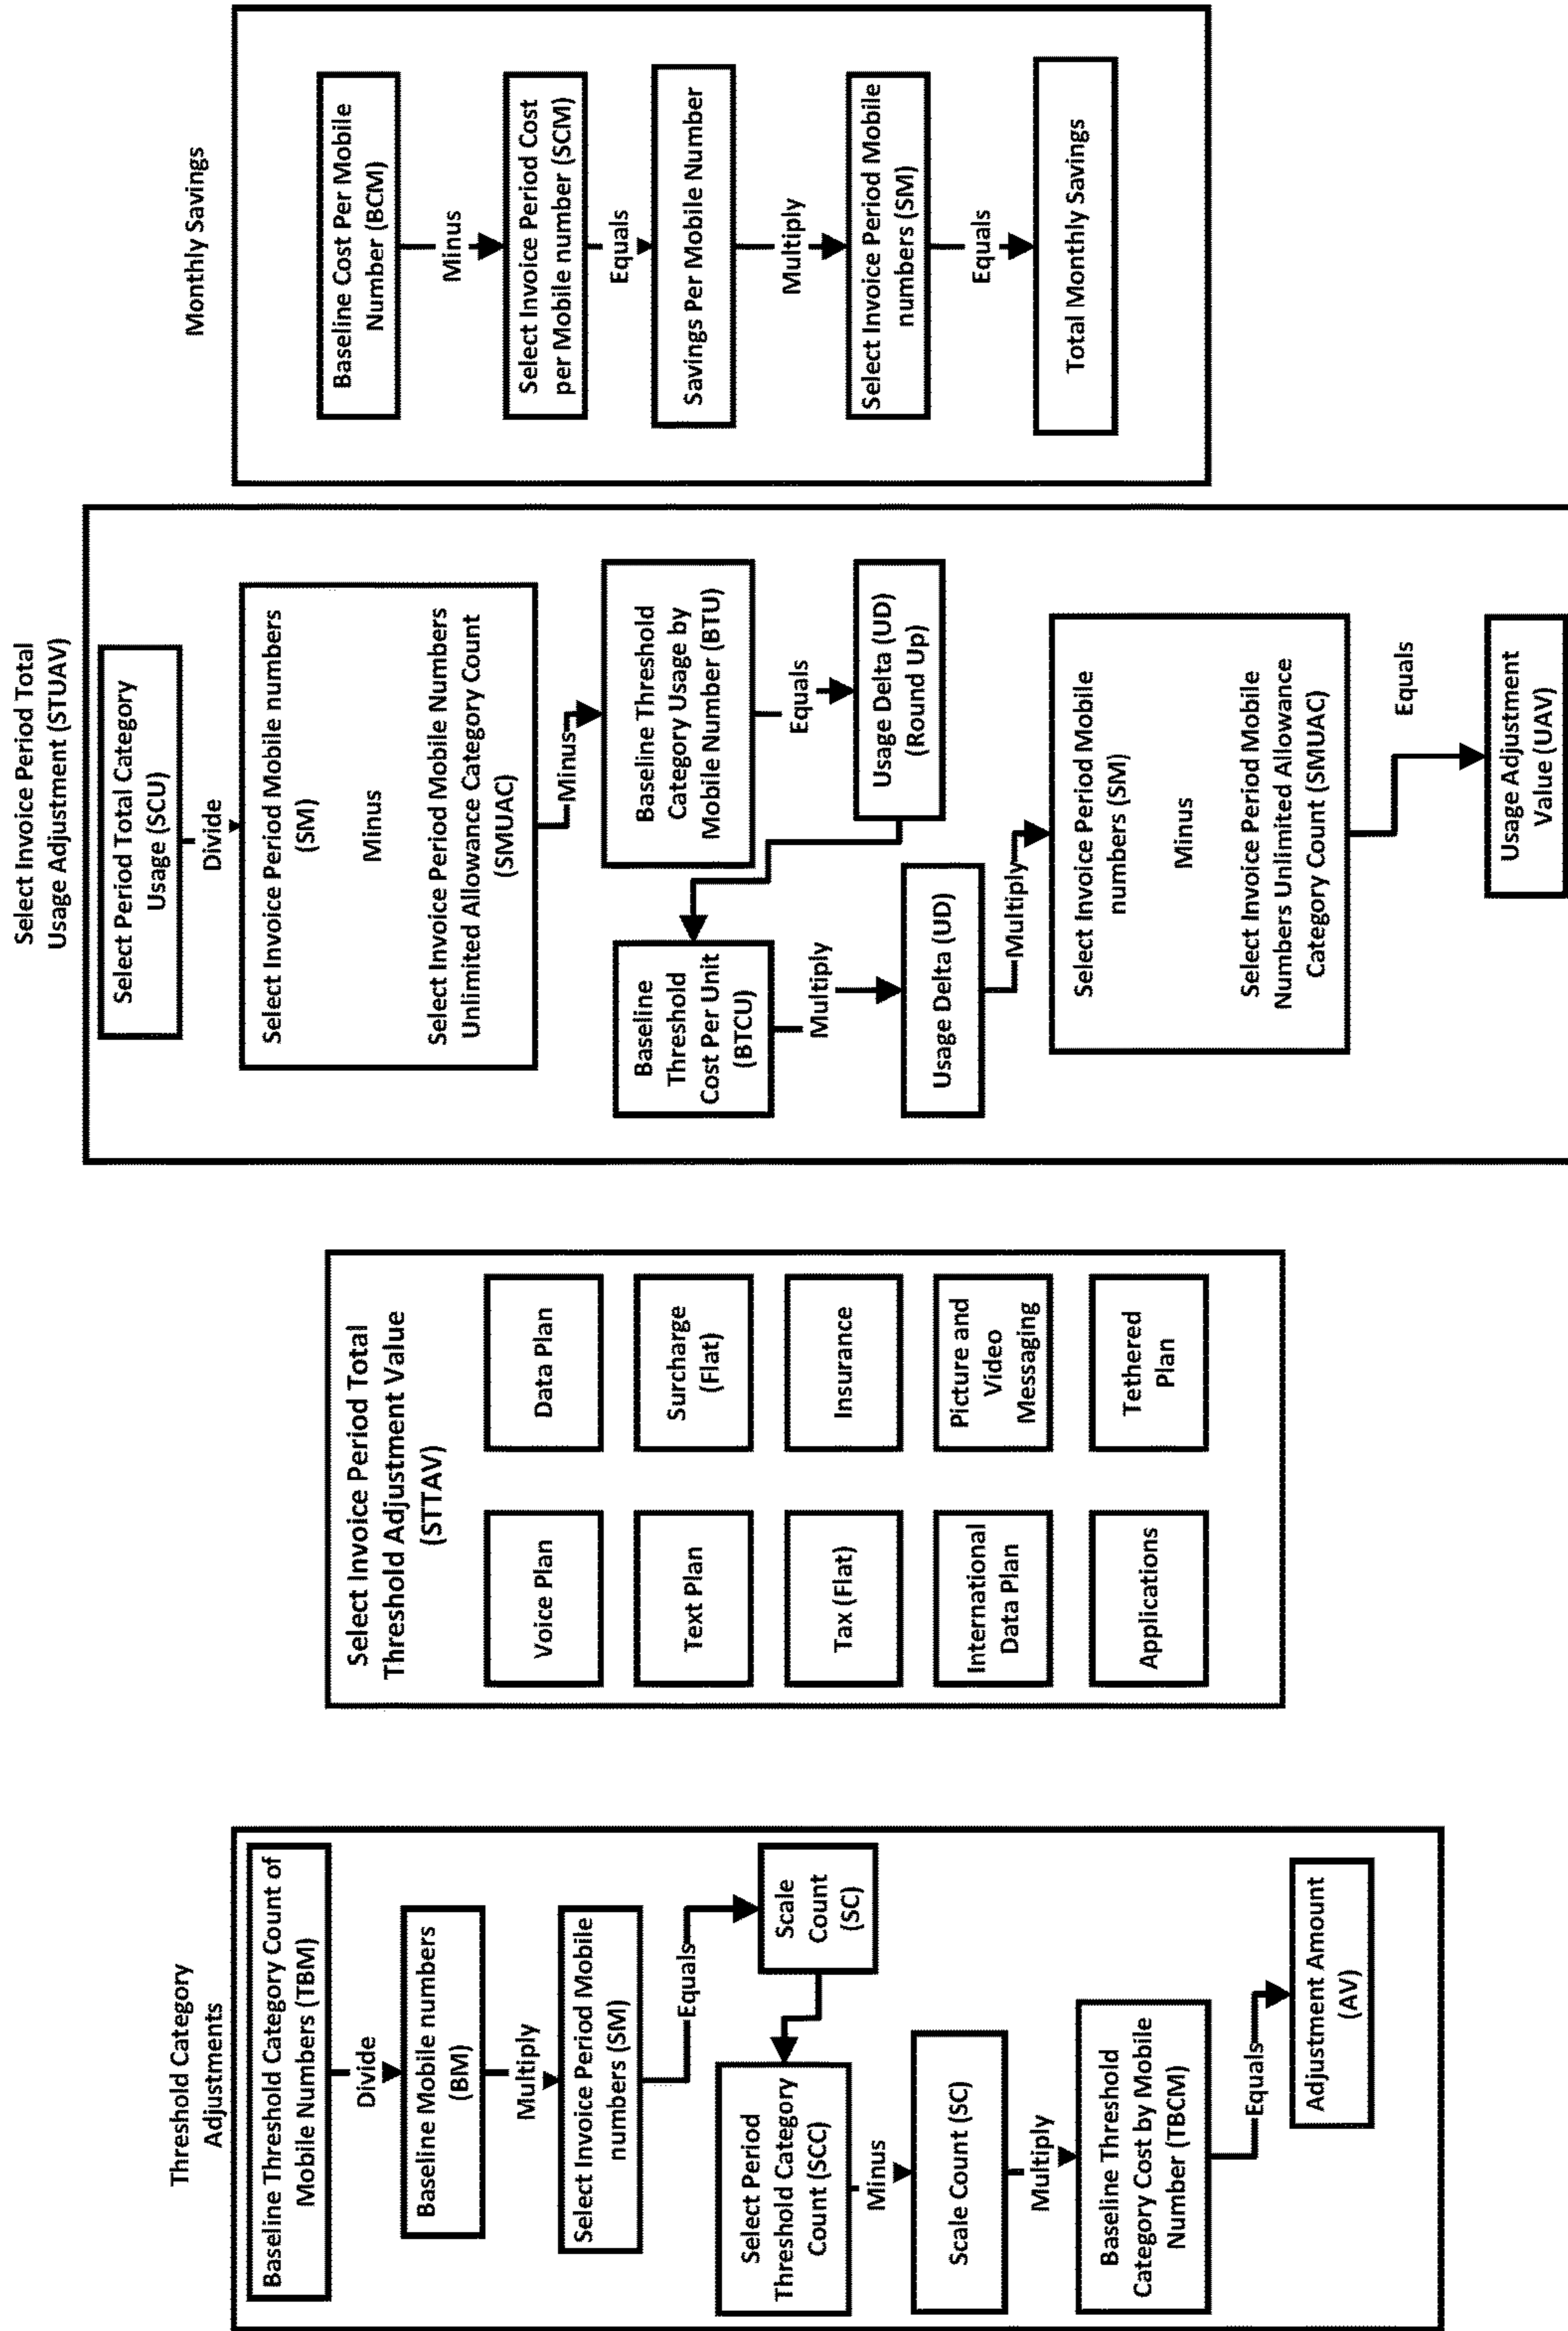 Threshold Category
Adjustments
Baseline Threshold Category Count of
Mobile Numbers (TBM)
Divide
Baseline Mobile numbers
(BM)
Multiply
Select Invoice Period Mobile
numbers (SM)
Equals
Scale
Count
(SC)
Select Period
Threshold Category
Count (SCC)
Minus
Scale Count (SC)
Multiply
Baseline Threshold
Category Cost by Mobile
Number (TBCM)
Equals
Adjustment Amount
(AV)
Select Invoice Period Total
Threshold Adjustment Value
(STTAV)
Voice Plan
Data Plan
Text Plan
Surcharge
(Flat)
Tax (Flat)
Insurance
International
Data Plan
Picture and
Video
Messaging
Applications
Tethered
Plan
Select Invoice Period Total
Usage Adjustment (STUAV)
Select Period Total Category
Usage (SCU)
Divide
Select Invoice Period Mobile numbers
(SM)
Minus
Select Invoice Period Mobile Numbers
Unlimited Allowance Category Count
(SMUAC)
Minus
Baseline Threshold
Category Usage by
Mobile Number (BTU)
Equals
Usage Delta (UD)
(Round Up)
Baseline
Threshold
Cost Per Unit
(BTCU)
Multiply
Usage Delta (UD)
Multiply
Select Invoice Period Mobile
numbers (SM)
Minus
Select Invoice Period Mobile
Numbers Unlimited Allowance
Category Count (SMUAC)
Equals
Usage Adjustment
Value (UAV)
Monthly Savings
Baseline Cost Per Mobile
Number (BCM)
Minus
Select Invoice Period Cost
per Mobile number (SCM)
Equals
Savings Per Mobile Number
Multiply
Select Invoice Period Mobile
numbers (SM)
Equals
Total Monthly Savings